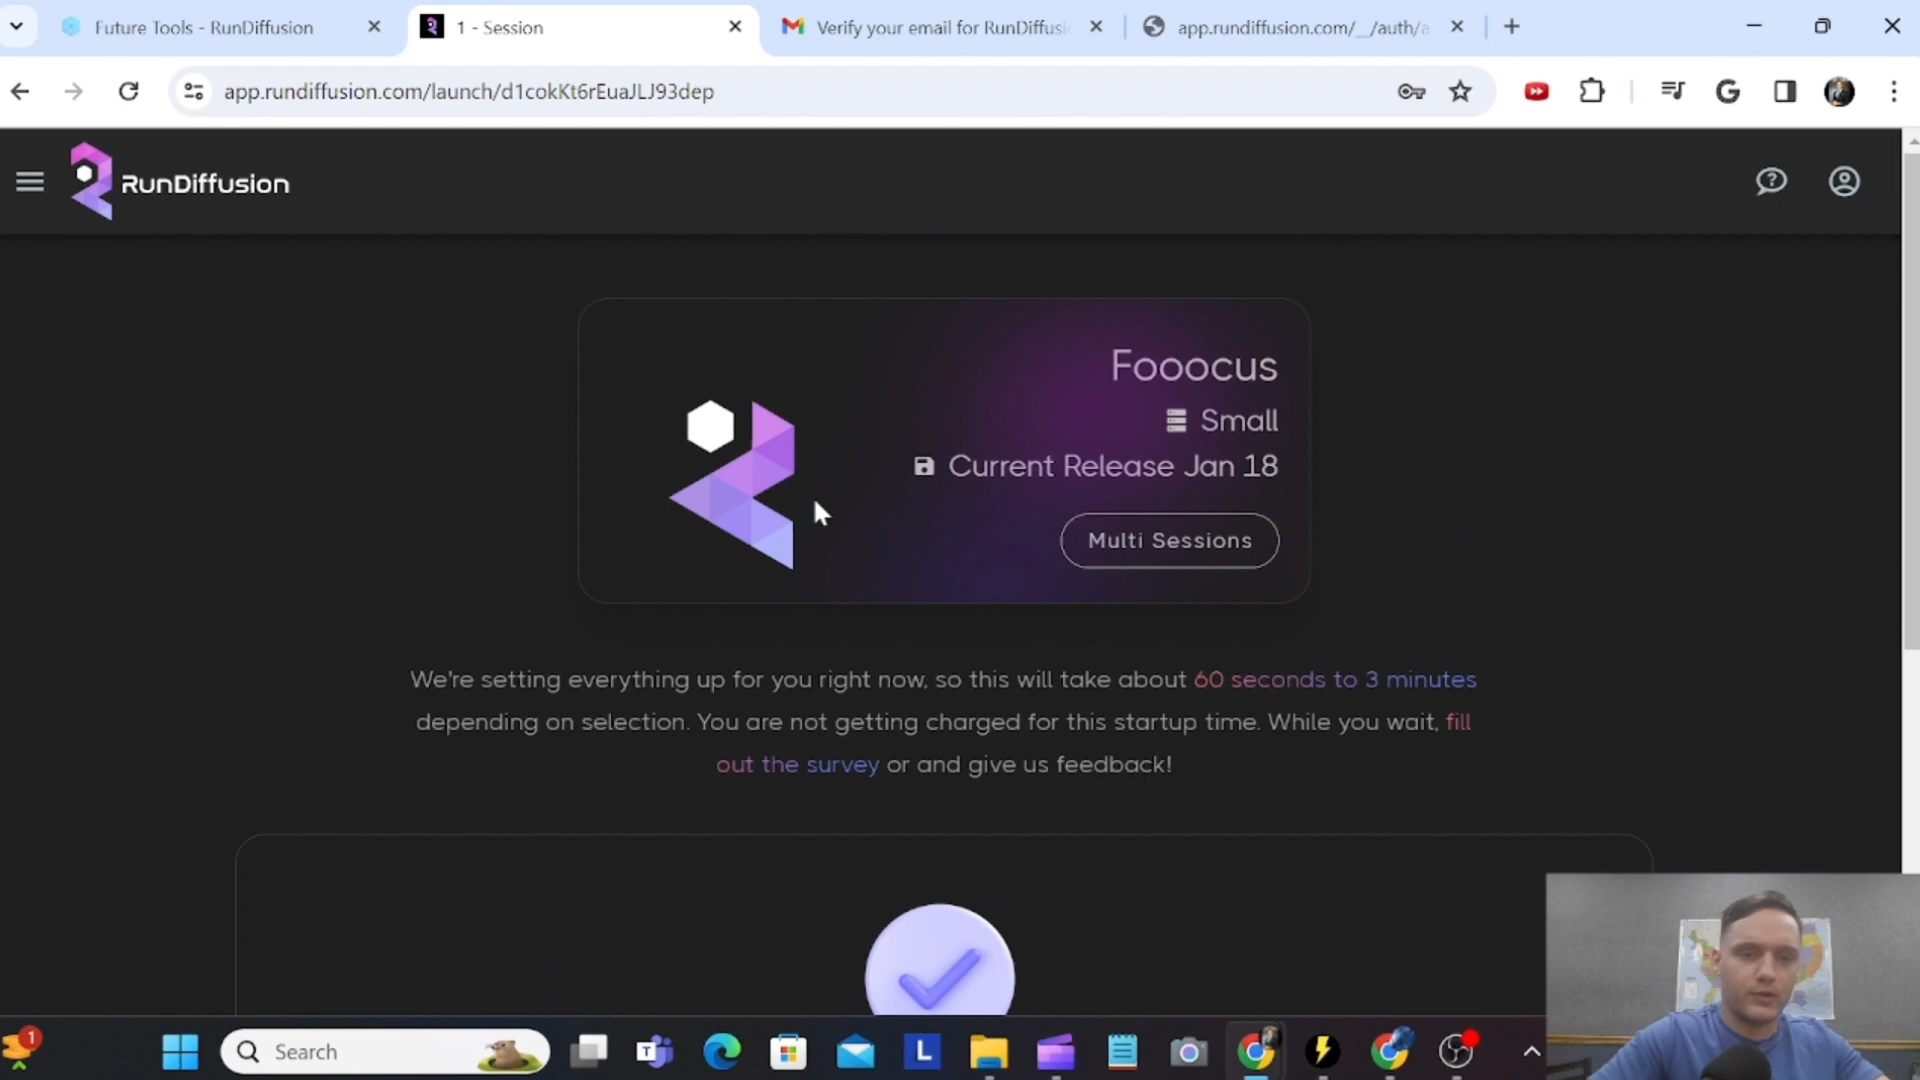 Future Tools - RunDiffusion
1 - Session
Verify your email for RunDiffusi
app.rundiffusion.com/__/auth/a
app.rundiffusion.com/launch/d1cokKt6rEuaJLJ93dep
RunDiffusion
Fooocus
Small
Current Release Jan 18
Multi Sessions
We're setting everything up for you right now, so this will take about 60 seconds to 3 minutes
depending on selection. You are not getting charged for this startup time. While you wait, fill
out the survey or and give us feedback!
1
Search
T
L